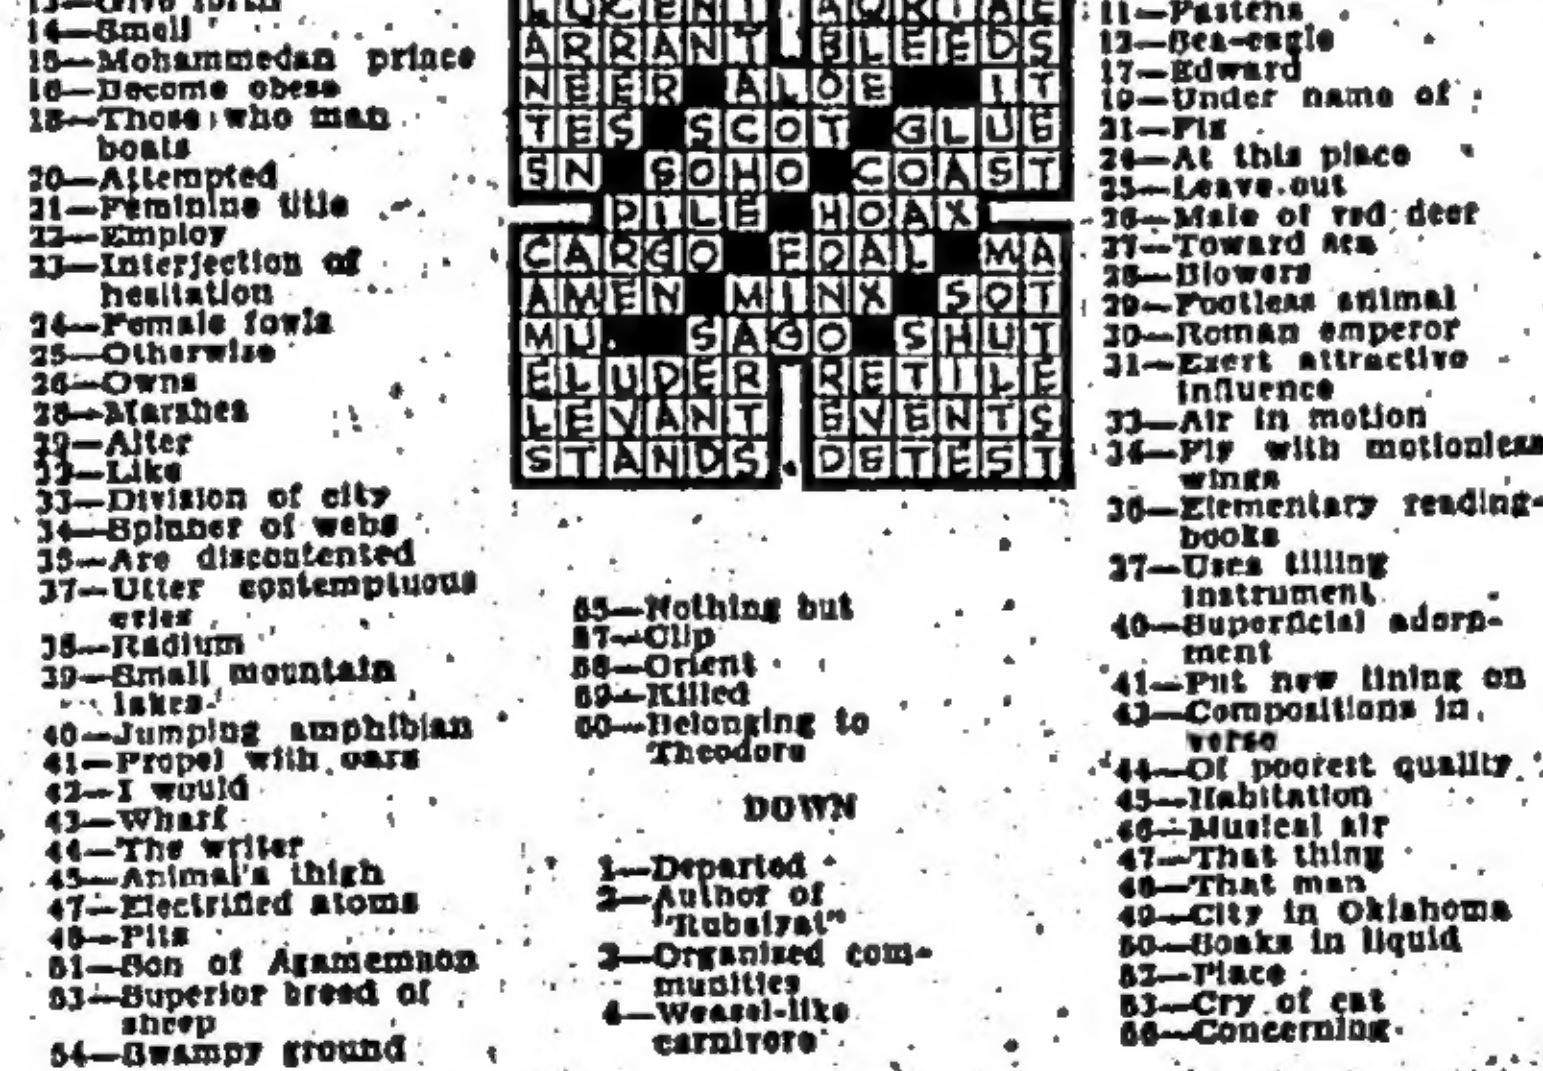 14—Smell
15—Mohammedan prince
16—Become obese
18—Those who man
boats
20—Attempted
21—Feminine title
22—Employ
23—Interjection of
hesitation
24—Female fowls
25—Otherwise
26—Owns
28—Marshes
29—Alter
32—Like
33—Division of city
34—Spinner of webs
35—Are discontented
37—Utter contemptuous
cries
38—Radium
39—Small mountain
lakes
40—Jumping amphibian
41—Propel with oars
42—I would
43—Wharf
44—The writer
45—Animal's thigh
47—Electrified atoms
48—Pits
51—Son of Agamemnon
53—Superior breed of
sheep
54—Swampy ground
LUCENT AORTAE
ARRANT BLEEDS
NEER ALOE IT
TES SCOT GLUE
SN SOHO COAST
PILE HOAX
CARGO FOAL MA
AMEN MINX SOT
MU SAGO SHUT
ELUDER RETILE
LEVANT EVENTS
STANDS DETEST
55—Nothing but
57—Clip
58—Orient
59—Killed
60—Belonging to
Theodore
DOWN
1—Departed
2—Author of
"Rubaiyat"
3—Organized com-
munities
4—Weasel-like
carnivore
11—Fastens
12—Sea-eagle
17—Edward
19—Under name of
21—Fix
24—At this place
25—Leave out
26—Male of red deer
27—Toward sea
28—Blowers
29—Footless animal
30—Roman emperor
31—Exert attractive
influence
33—Air in motion
34—Fly with motionless
wings
36—Elementary reading-
books
37—Uses tilling
instrument
40—Superficial adorn-
ment
41—Put new lining on
43—Compositions in
verse
44—Of poorest quality
45—Habitation
46—Musical air
47—That thing
48—That man
49—City in Oklahoma
50—Soaks in liquid
52—Place
53—Cry of cat
56—Concerning